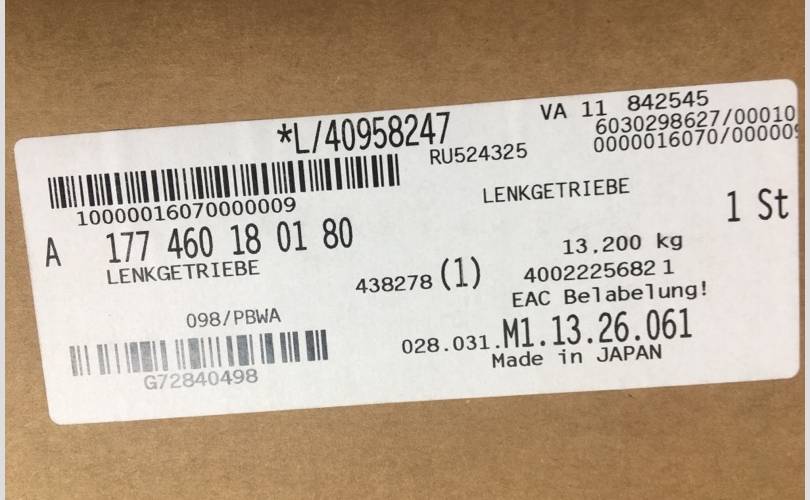 *L/40958247
VA 11 842545
RU524325
6030298627/00010
0000016070/00000
10000016070000009
LENKGETRIEBE
1 St
A 177 460 18 01 80
LENKGETRIEBE
13,200 kg
438278 (1)
4002225682 1
EAC Belabelung!
098/PBWA
028.031.M1.13.26.061
Made in JAPAN
G72840498